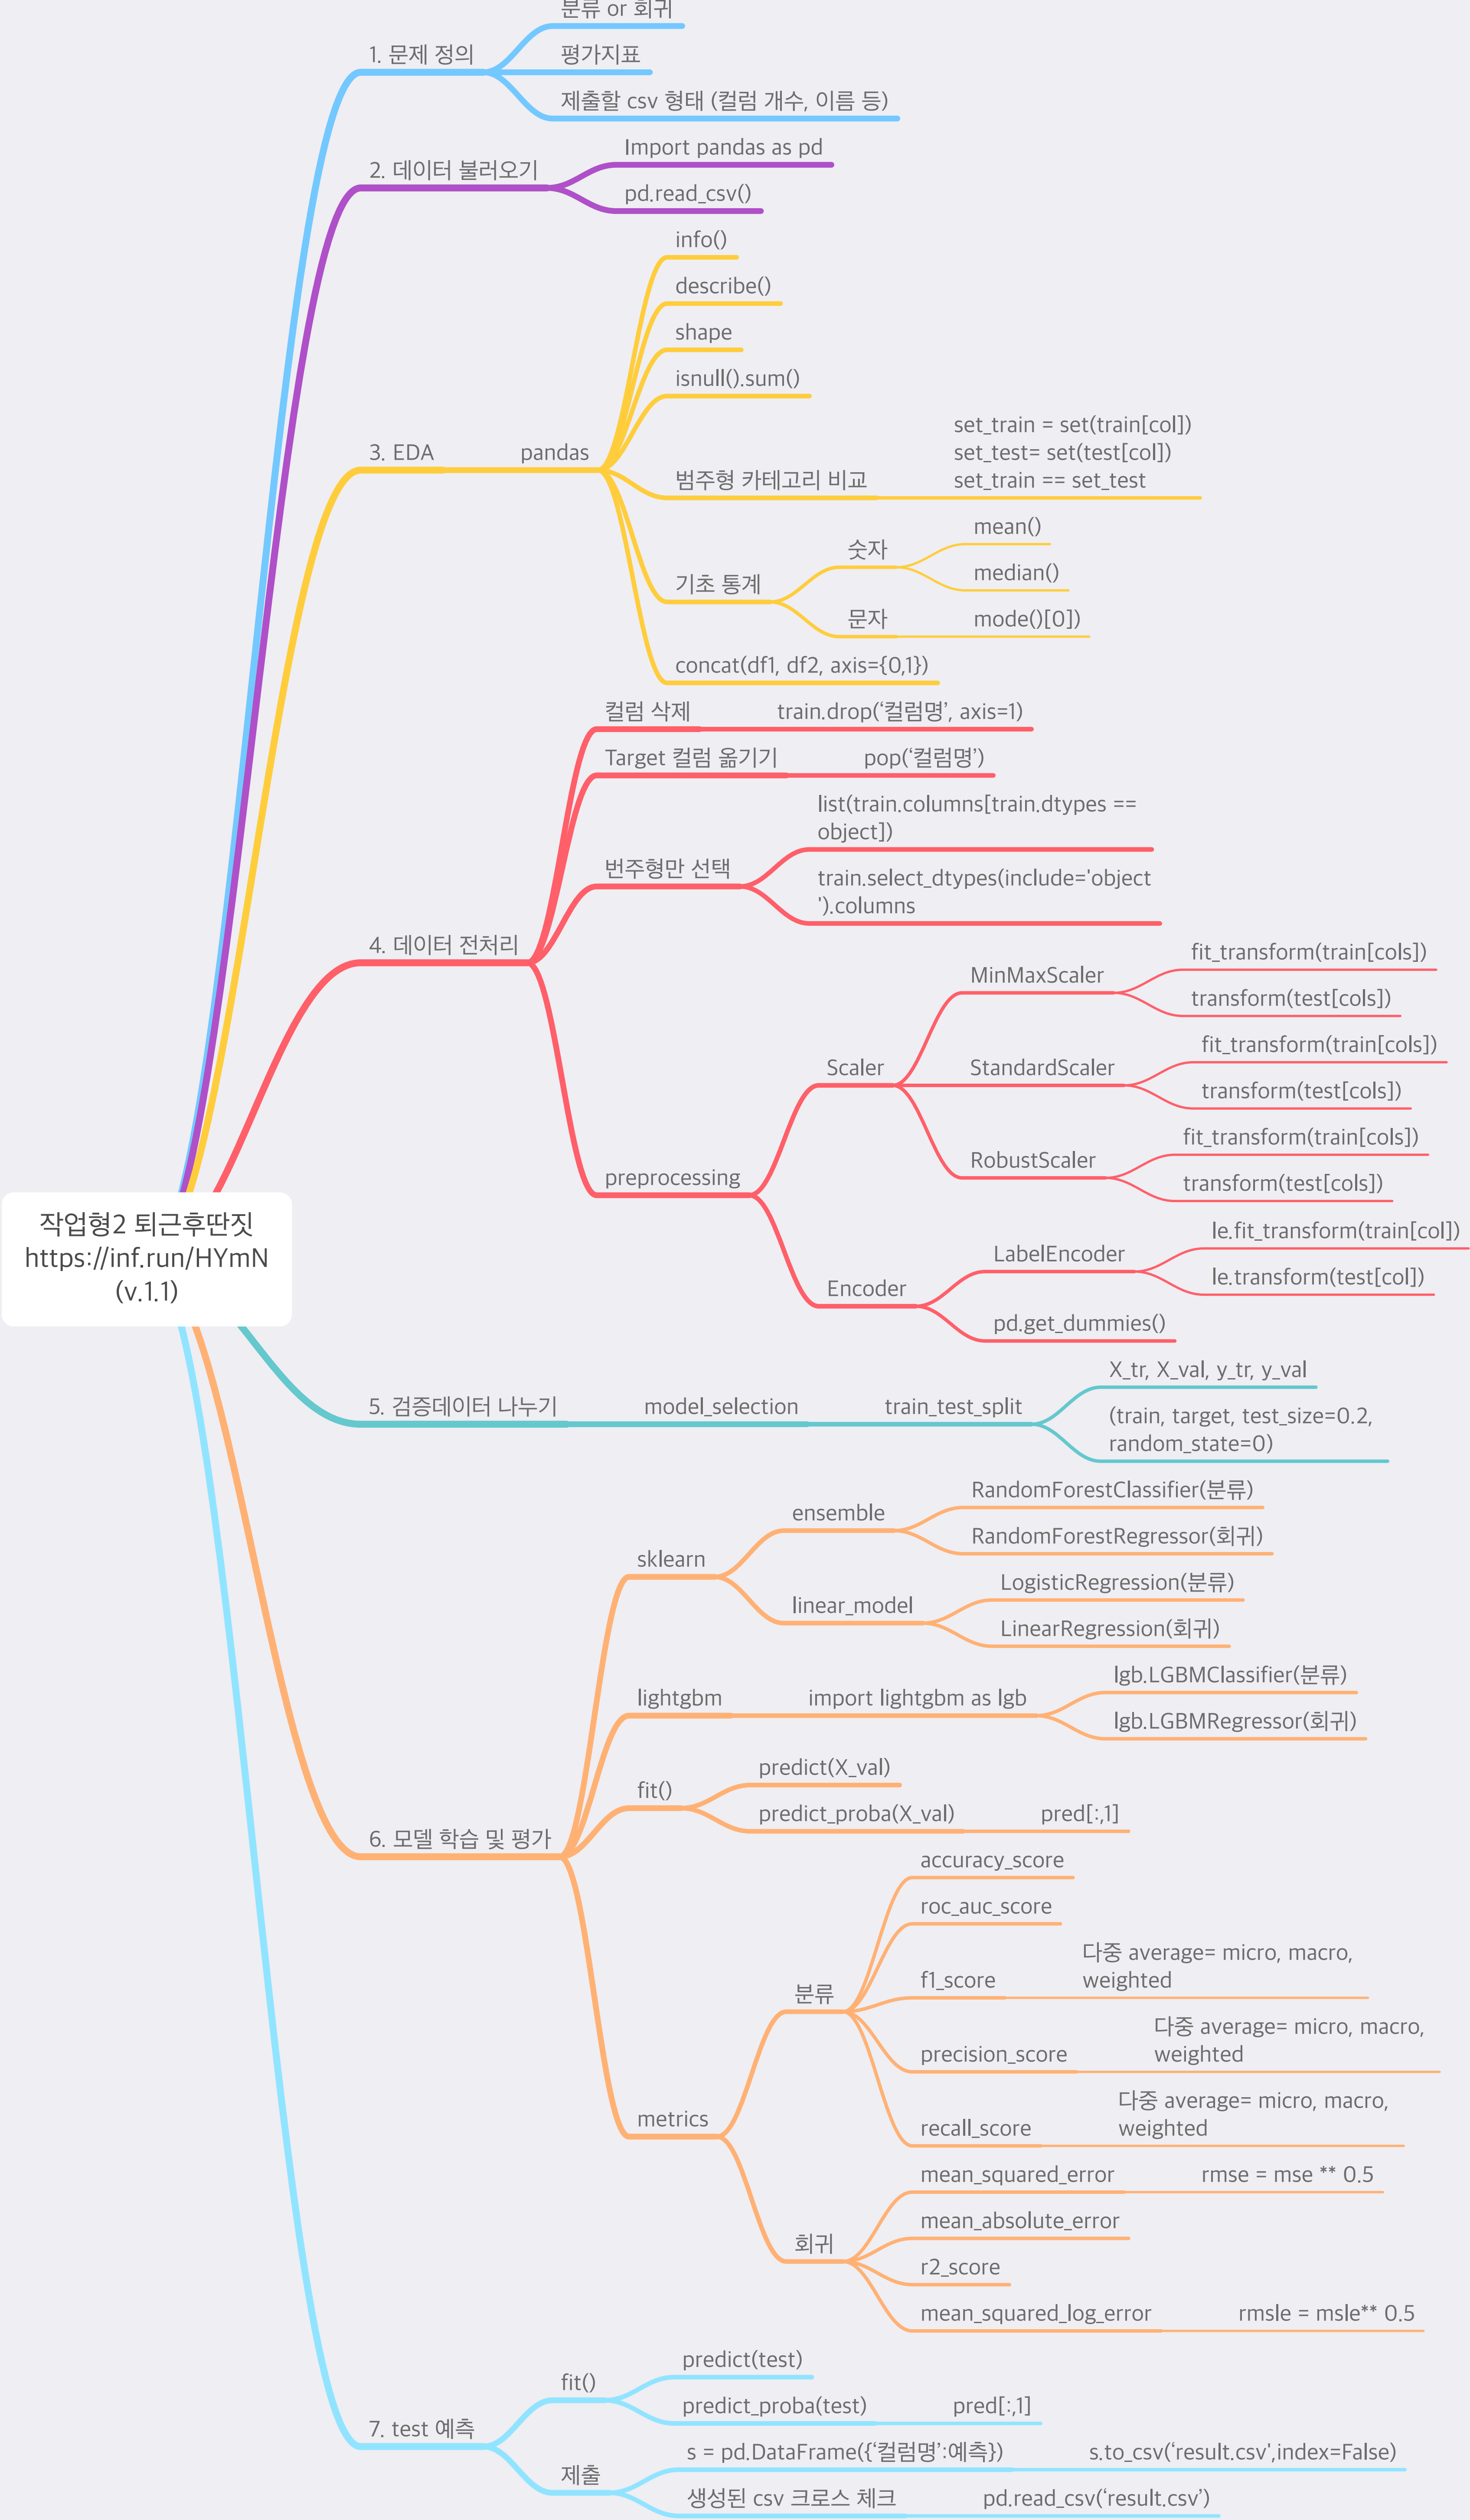 작업형2 퇴근후딴짓
https://inf.run/HYmN
(v.1.1)
1. 문제 정의
분류 or 회귀
평가지표
제출할 csv 형태 (컬럼 개수, 이름 등)
2. 데이터 불러오기
Import pandas as pd
pd.read_csv()
3. EDA
pandas
info()
describe()
shape
isnull().sum()
범주형 카테고리 비교
set_train = set(train[col])
set_test= set(test[col])
set_train == set_test
기초 통계
숫자
mean()
median()
문자
mode()[0])
concat(df1, df2, axis={0,1})
4. 데이터 전처리
컬럼 삭제
train.drop(‘컬럼명’, axis=1)
Target 컬럼 옮기기
pop(‘컬럼명’)
번주형만 선택
list(train.columns[train.dtypes ==
object])
train.select_dtypes(include='object
').columns
preprocessing
Scaler
MinMaxScaler
fit_transform(train[cols])
transform(test[cols])
StandardScaler
fit_transform(train[cols])
transform(test[cols])
RobustScaler
fit_transform(train[cols])
transform(test[cols])
Encoder
LabelEncoder
le.fit_transform(train[col])
le.transform(test[col])
pd.get_dummies()
5. 검증데이터 나누기
model_selection
train_test_split
X_tr, X_val, y_tr, y_val
(train, target, test_size=0.2,
random_state=0)
6. 모델 학습 및 평가
sklearn
ensemble
RandomForestClassifier(분류)
RandomForestRegressor(회귀)
linear_model
LogisticRegression(분류)
LinearRegression(회귀)
lightgbm
import lightgbm as lgb
lgb.LGBMClassifier(분류)
lgb.LGBMRegressor(회귀)
fit()
predict(X_val)
predict_proba(X_val)
pred[:,1]
metrics
분류
accuracy_score
roc_auc_score
f1_score
다중 average= micro, macro,
weighted
precision_score
다중 average= micro, macro,
weighted
recall_score
다중 average= micro, macro,
weighted
회귀
mean_squared_error
rmse = mse ** 0.5
mean_absolute_error
r2_score
mean_squared_log_error
rmsle = msle** 0.5
7. test 예측
fit()
predict(test)
predict_proba(test)
pred[:,1]
제출
s = pd.DataFrame({‘컬럼명’:예측})
s.to_csv(‘result.csv',index=False)
생성된 csv 크로스 체크
pd.read_csv(‘result.csv’)